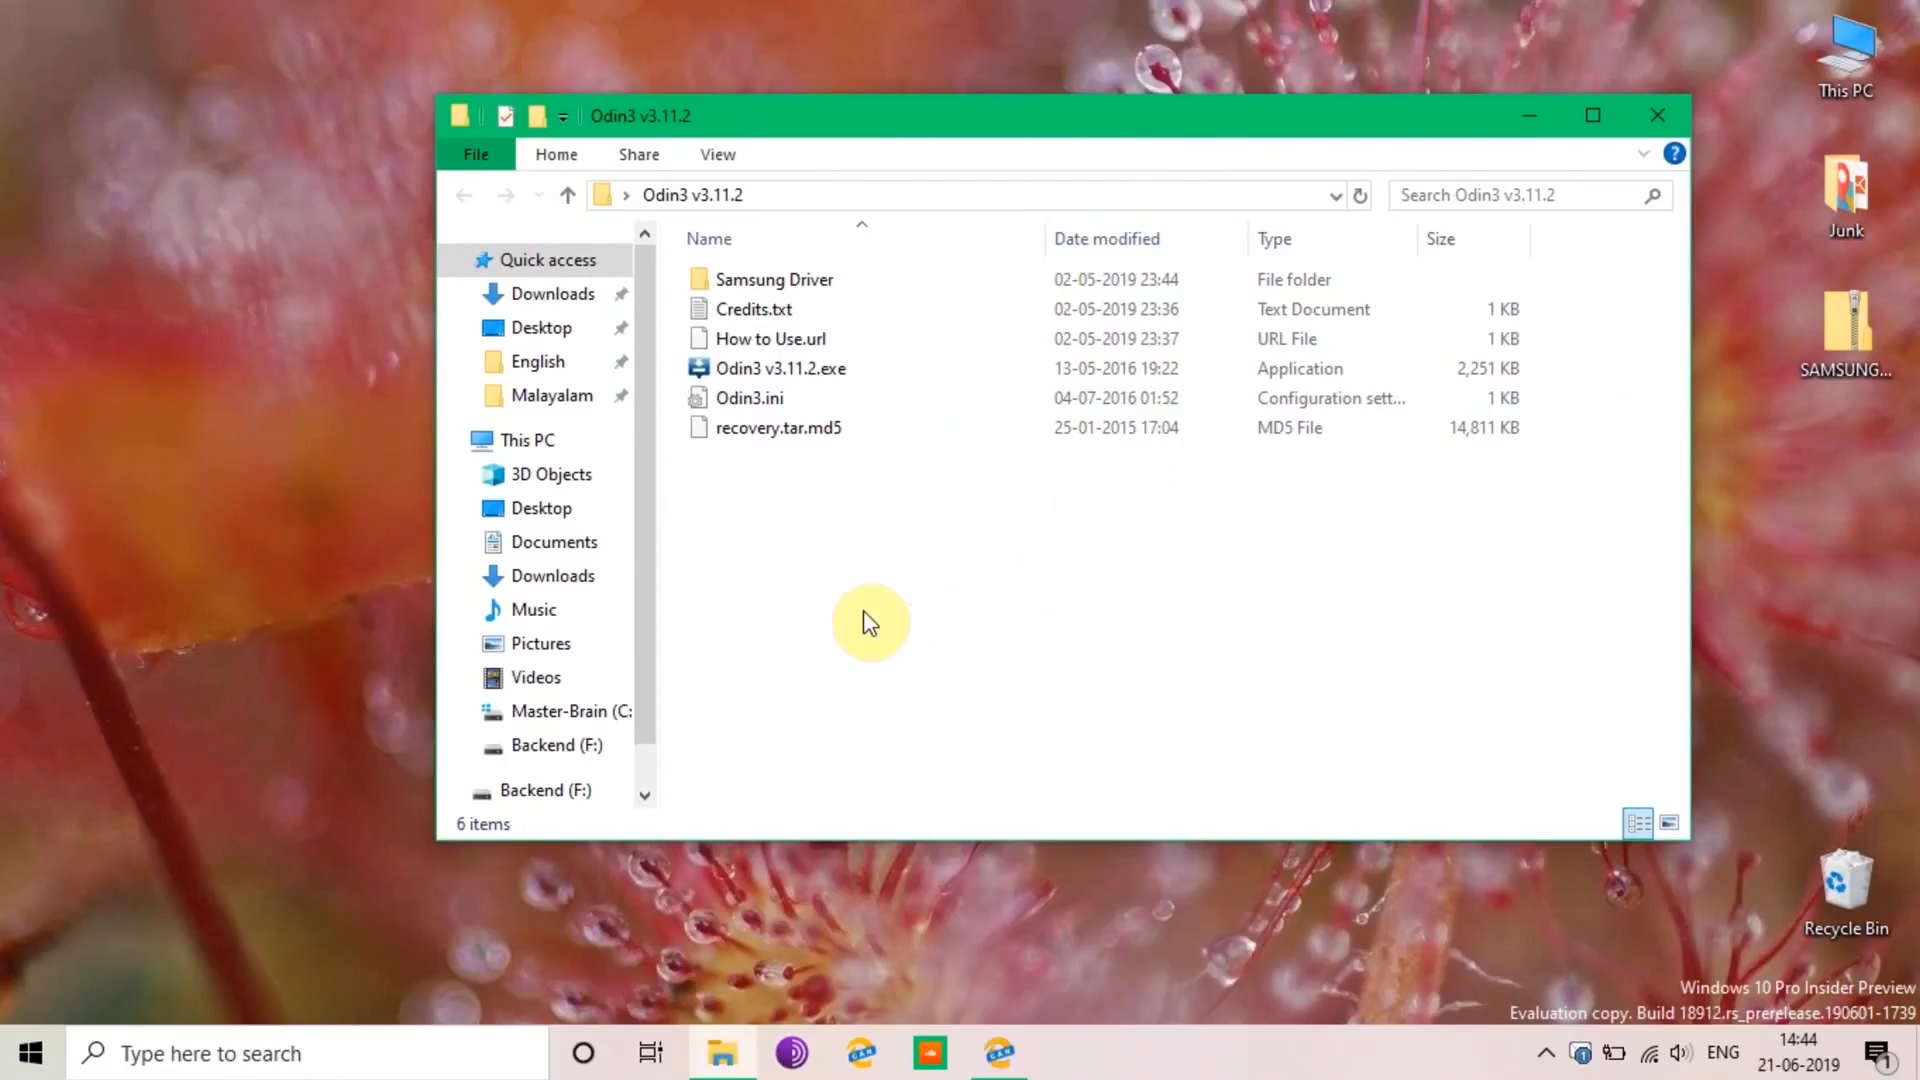 This PC
Junk
SAMSUNG...
Recycle Bin
Odin3 v3.11.2
File Home Share View
Odin3 v3.11.2
Search Odin3 v3.11.2
Name Date modified Type Size
Samsung Driver 02-05-2019 23:44 File folder
Credits.txt 02-05-2019 23:36 Text Document 1 KB
How to Use.url 02-05-2019 23:37 URL File 1 KB
Odin3 v3.11.2.exe 13-05-2016 19:22 Application 2,251 KB
Odin3.ini 04-07-2016 01:52 Configuration sett... 1 KB
recovery.tar.md5 25-01-2015 17:04 MD5 File 14,811 KB
Quick access
Downloads
Desktop
English
Malayalam
This PC
3D Objects
Desktop
Documents
Downloads
Music
Pictures
Videos
Master-Brain (C:
Backend (F:)
Backend (F:)
6 items
Windows 10 Pro Insider Preview
Evaluation copy. Build 18912.rs_prerelease.190601-1739
Type here to search
CAN
CAN
1
ENG
14:44
21-06-2019
1